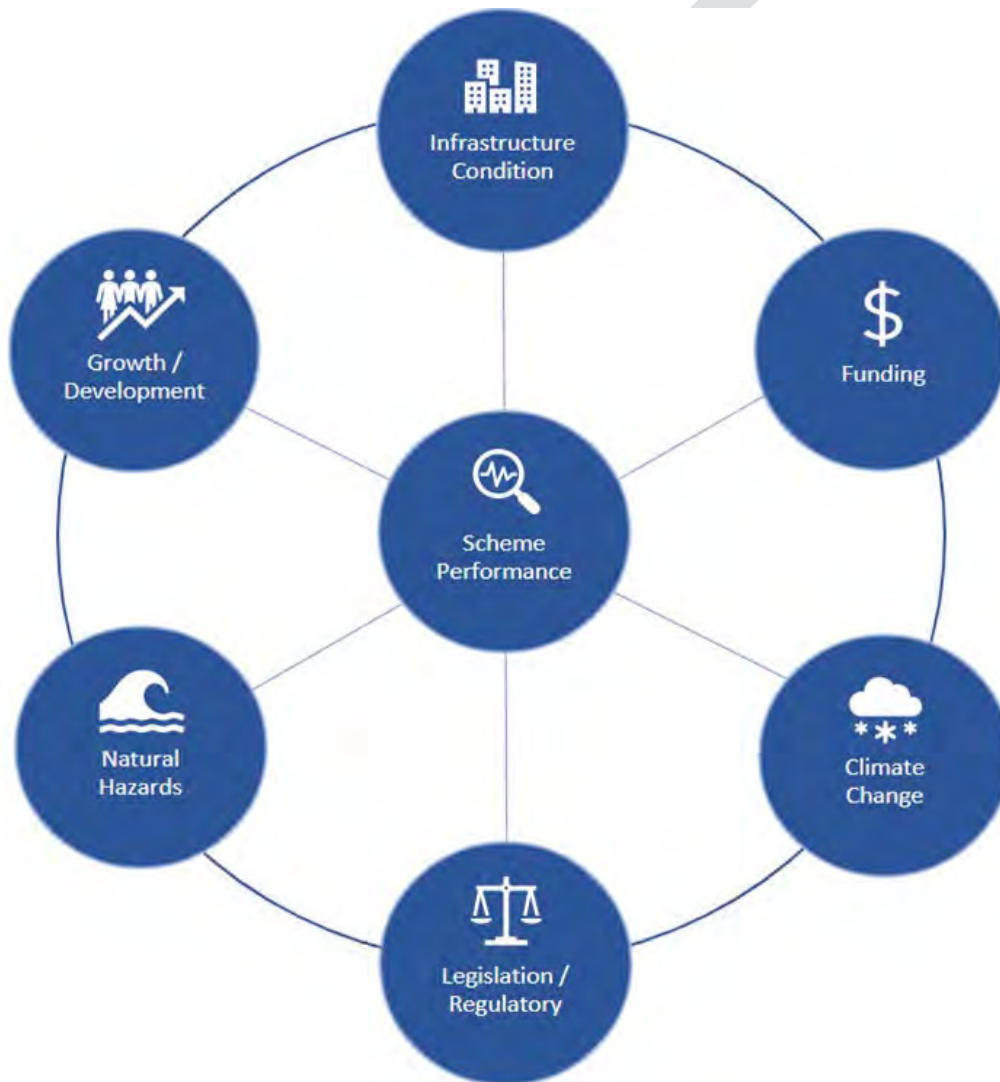 Infrastructure
Condition
Growth /
Development
$
Funding
Scheme
Performance
Natural
Hazards
Climate
Change
Legislation /
Regulatory